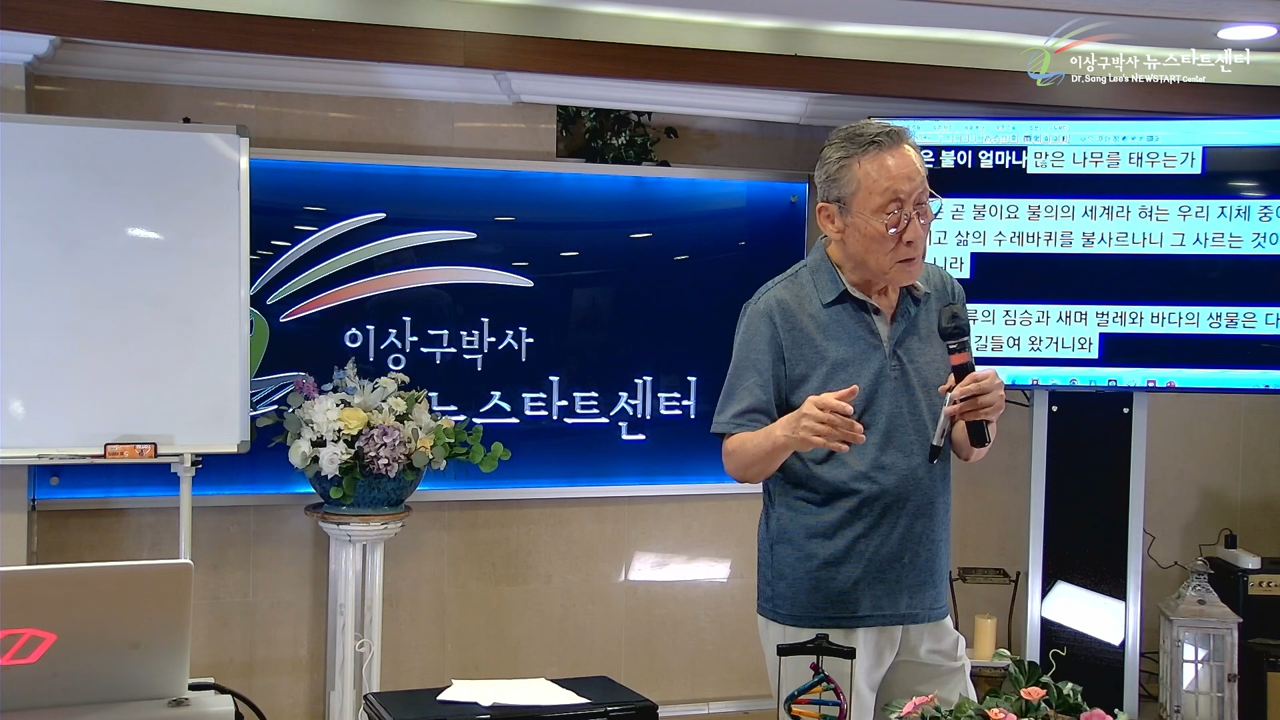 이상구박사 뉴스타트센터
Dr. Sang Lee's NEWSTART Center
은 불이 얼마나 많은 나무를 태우는가
곧 불이요 불의의 세계라 혀는 우리 지체 중에
고 삶의 수레바퀴를 불사르나니 그 사르는 것이
니라
류의 짐승과 새며 벌레와 바다의 생물은 다
길들여 왔거니와
이상구박사
뉴스타트센터